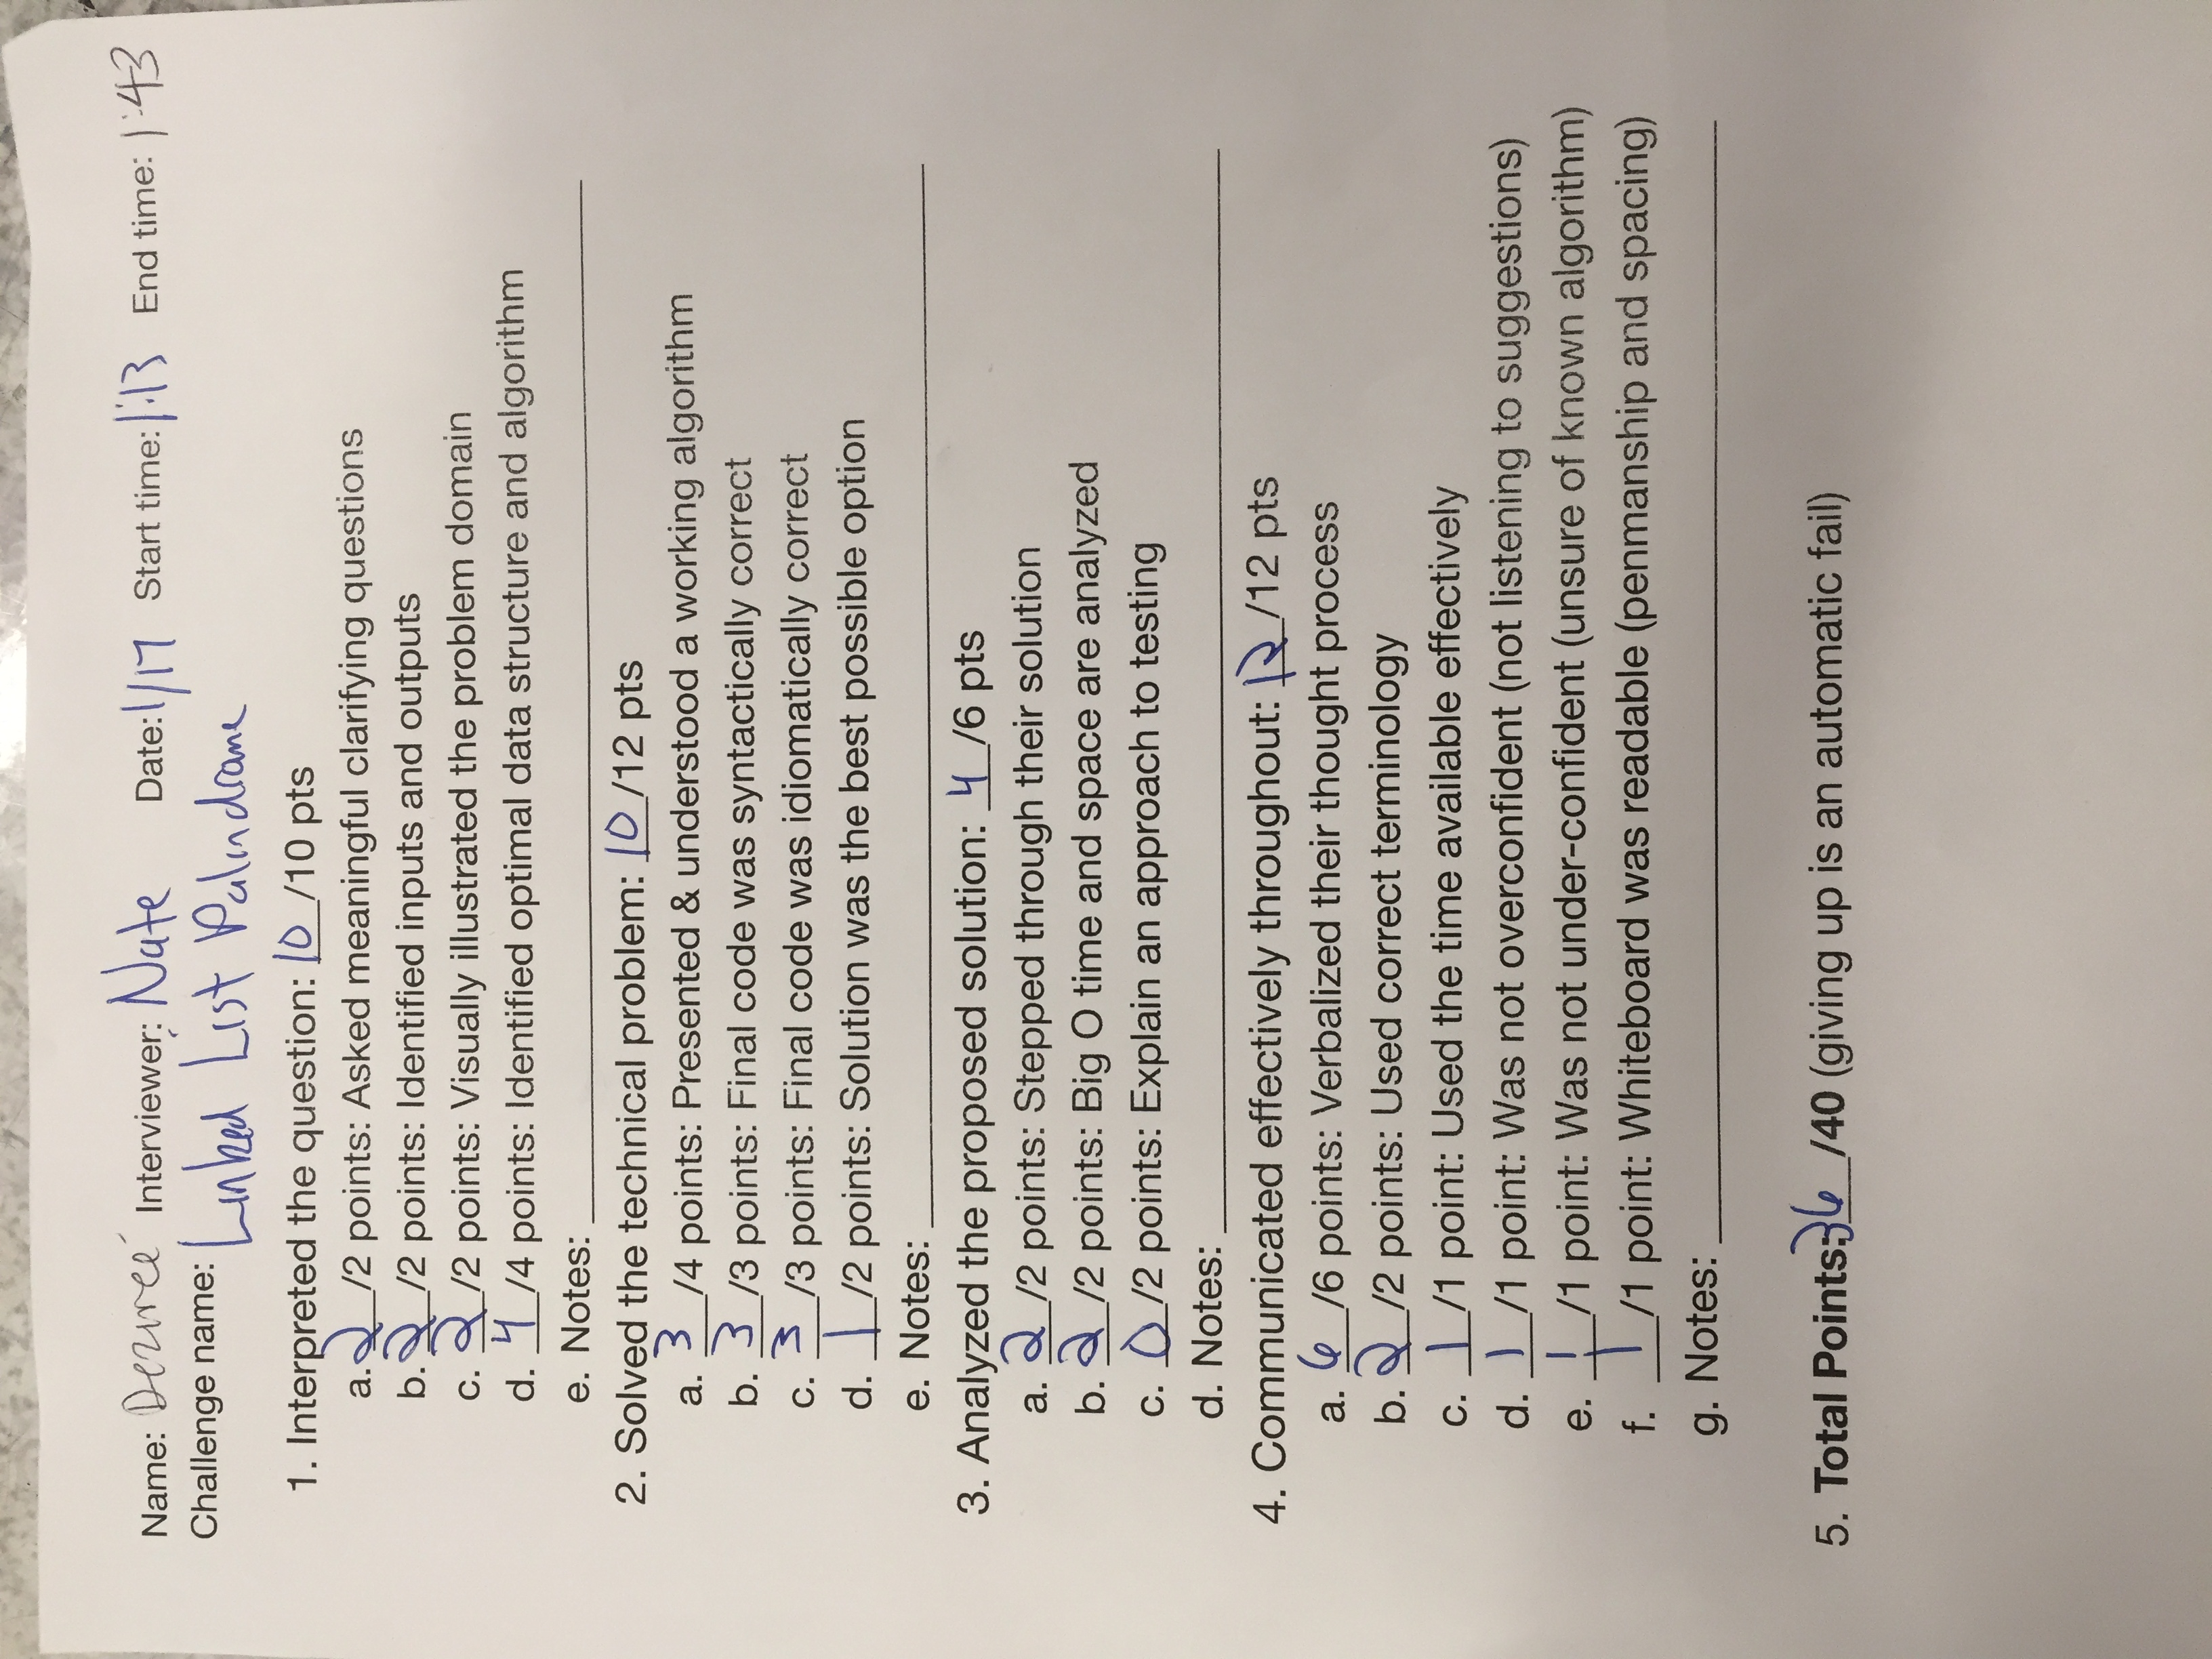 Name: Deziree Interviewer: Nate Date: 1/17 Start time: 1:13 End time: 1:43
Challenge name: Linked List Palindrome
1. Interpreted the question: 10 /10 pts
a. 2 /2 points: Asked meaningful clarifying questions
b. 2 /2 points: Identified inputs and outputs
c. 2 /2 points: Visually illustrated the problem domain
d. 4 /4 points: Identified optimal data structure and algorithm
e. Notes:
2. Solved the technical problem: 10 /12 pts
a. 3 /4 points: Presented & understood a working algorithm
b. 3 /3 points: Final code was syntactically correct
c. 3 /3 points: Final code was idiomatically correct
d. 1 /2 points: Solution was the best possible option
e. Notes:
3. Analyzed the proposed solution: 4 /6 pts
a. 2 /2 points: Stepped through their solution
b. 2 /2 points: Big O time and space are analyzed
c. 0 /2 points: Explain an approach to testing
d. Notes:
4. Communicated effectively throughout: 12 /12 pts
a. 6 /6 points: Verbalized their thought process
b. 2 /2 points: Used correct terminology
c. 1 /1 point: Used the time available effectively
d. 1 /1 point: Was not overconfident (not listening to suggestions)
e. 1 /1 point: Was not under-confident (unsure of known algorithm)
f. 1 /1 point: Whiteboard was readable (penmanship and spacing)
g. Notes:
5. Total Points: 36 /40 (giving up is an automatic fail)